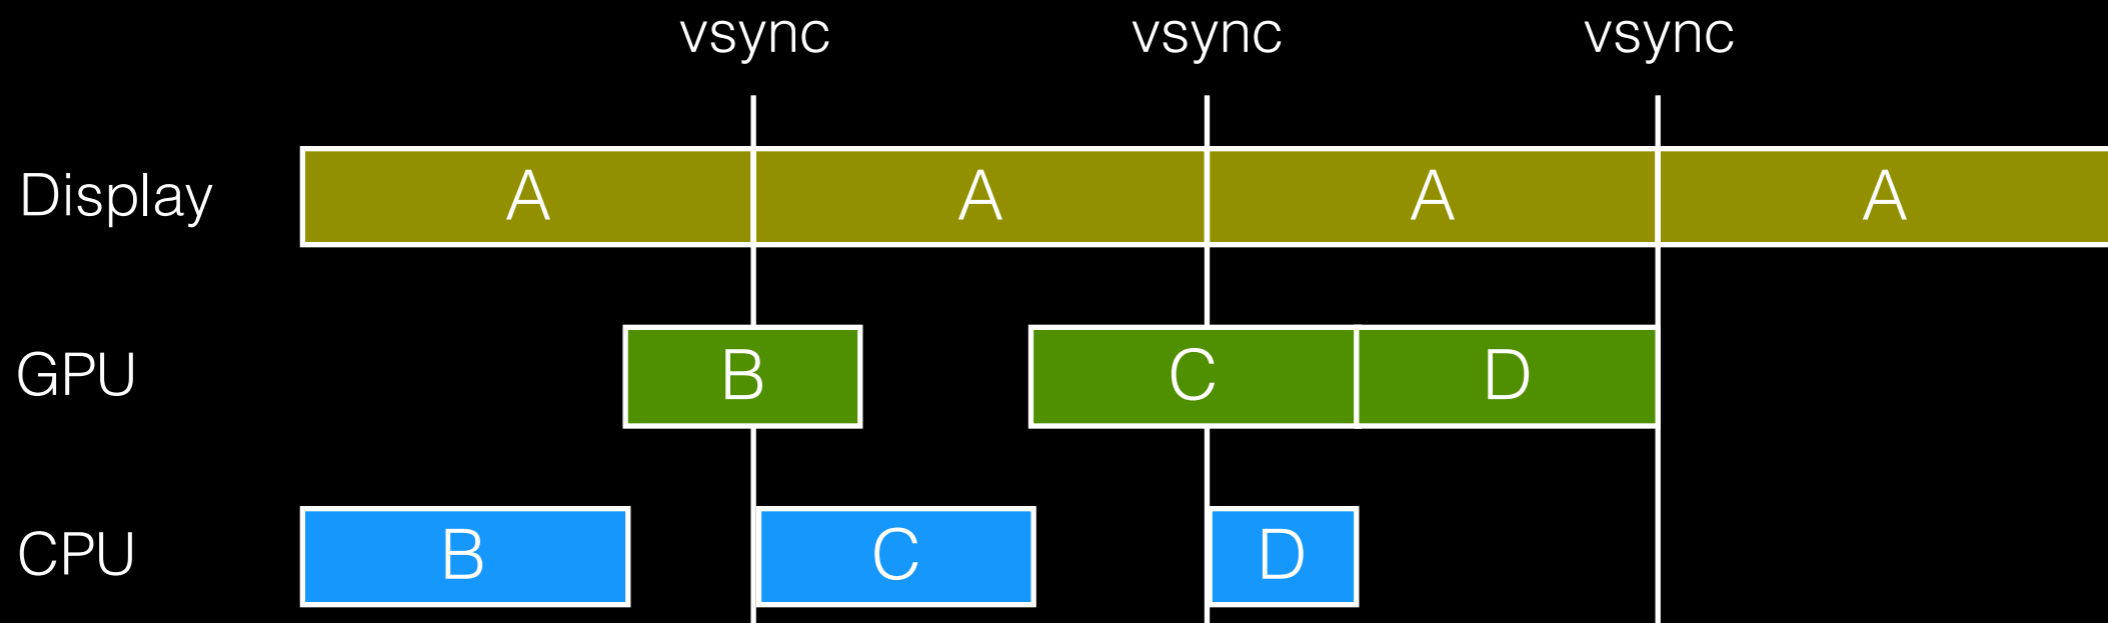 vsync vsync vsync
Display A A A A
GPU B C D
CPU B C D